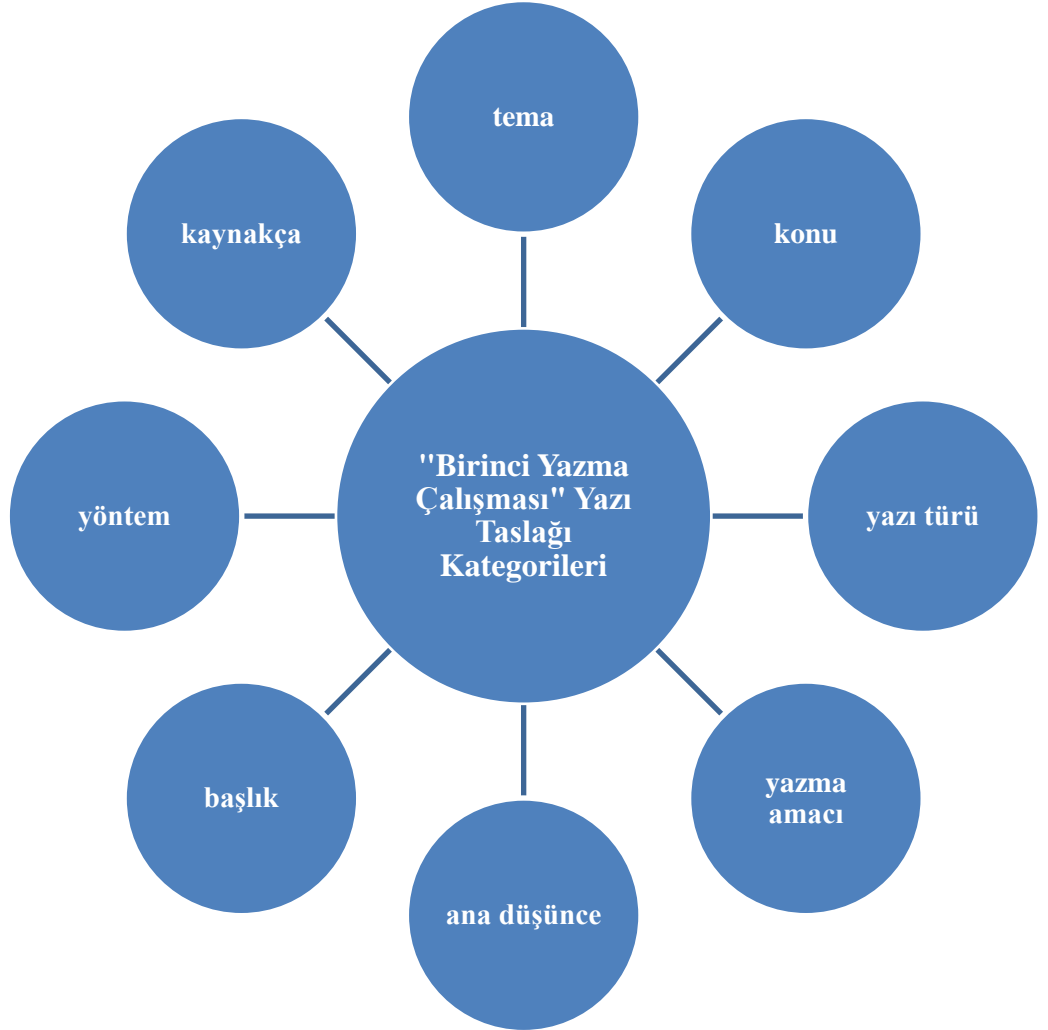 tema
kaynakça
konu
"Birinci Yazma
Çalışması" Yazı
Taslağı
Kategorileri
yöntem
yazı türü
başlık
yazma
amacı
ana düşünce